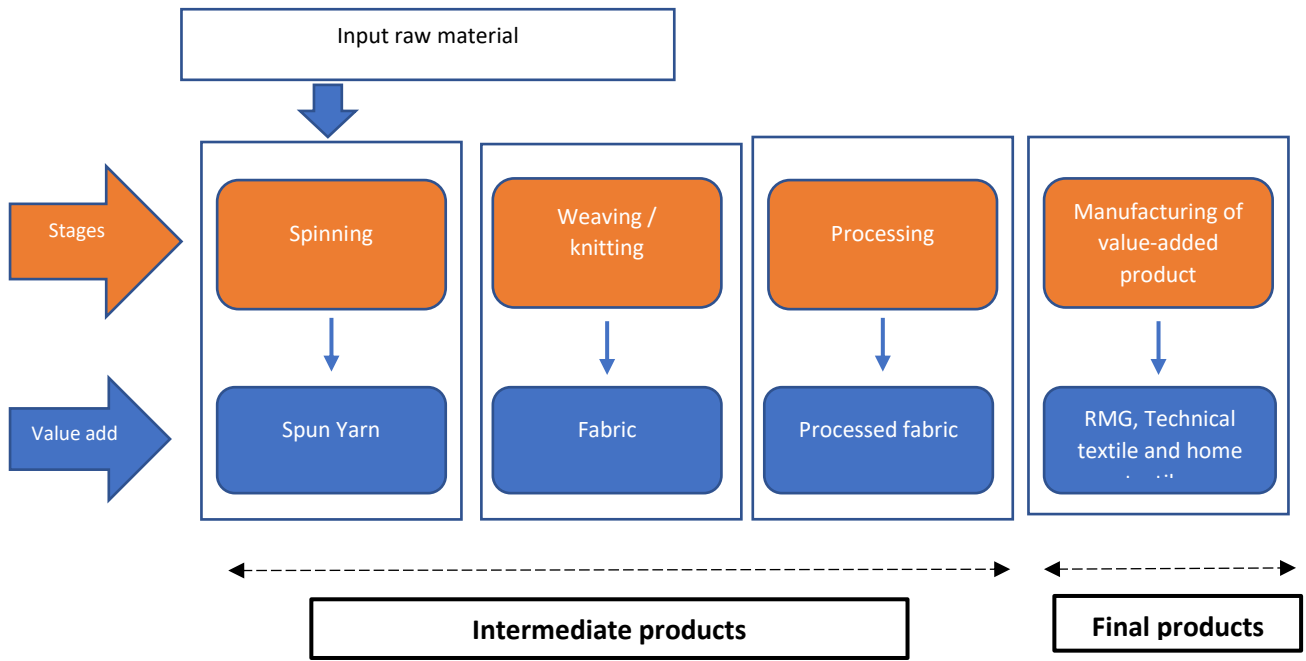 Input raw material
Stages
Spinning
Weaving /
knitting
Processing
Manufacturing of
value-added
product
Value add
Spun Yarn
Fabric
Processed fabric
RMG, Technical
textile and home
Intermediate products
Final products